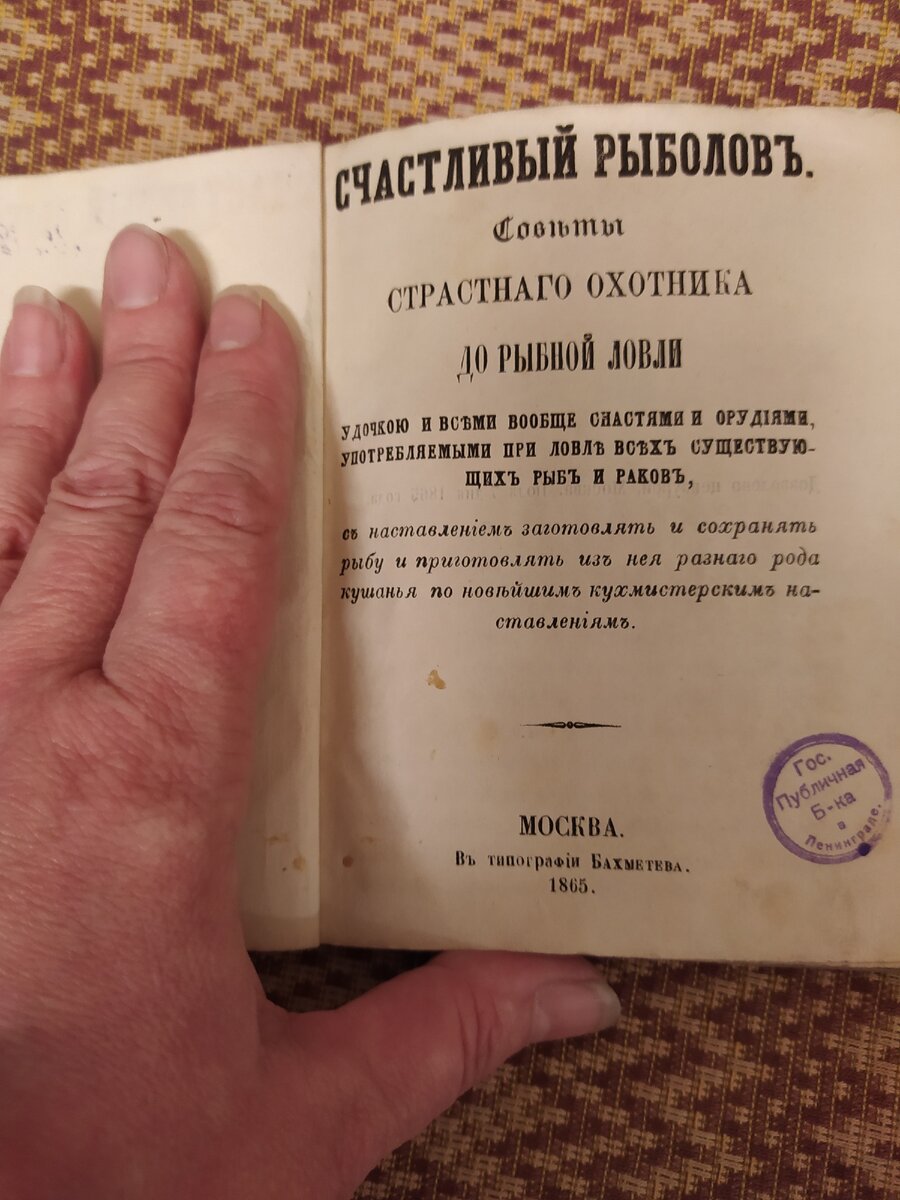 СЧАСТЛИВЫЙ РЫБОЛОВЪ.
Совѣты
СТРАСТНАГО ОХОТНИКА
ДО РЫБНОЙ ЛОВЛИ
УДОЧКОЮ И ВСѢМИ ВООБЩЕ СНАСТЯМИ И ОРУДІЯМИ,
УПОТРЕБЛЯЕМЫМИ ПРИ ЛОВЛѢ ВСѢХЪ СУЩЕСТВУЮ-
ЩИХЪ РЫБЪ И РАКОВЪ,
съ наставленіемъ заготовлять и сохранять
рыбу и приготовлять изъ нея разнаго рода
кушанья по новѣйшимъ кухмистерскимъ на-
ставленіямъ.
МОСКВА.
Въ типографіи БАХМЕТЕВА.
1865.
Гос.
Публичная
Б-ка
в
Ленинграде.